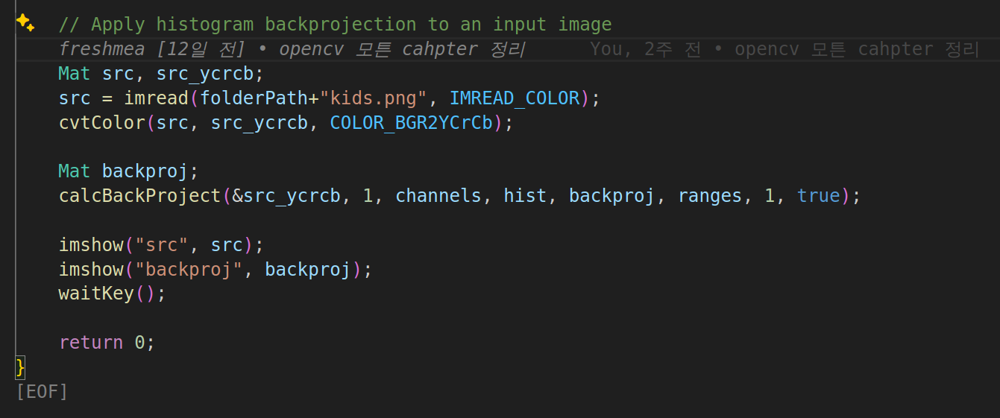 // Apply histogram backprojection to an input image
freshmea [12일 전] • opencv 모튼 cahpter 정리 You, 2주 전 • opencv 모튼 cahpter 정리
Mat src, src_ycrcb;
src = imread(folderPath+"kids.png", IMREAD_COLOR);
cvtColor(src, src_ycrcb, COLOR_BGR2YCrCb);
Mat backproj;
calcBackProject(&src_ycrcb, 1, channels, hist, backproj, ranges, 1, true);
imshow("src", src);
imshow("backproj", backproj);
waitKey();
return 0;
}
[EOF]